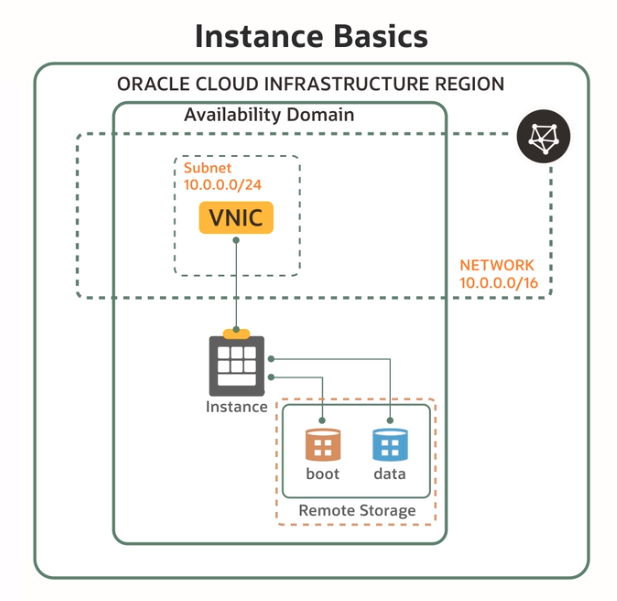 Instance Basics
ORACLE CLOUD INFRASTRUCTURE REGION
Availability Domain
Subnet
10.0.0.0/24
VNIC
NETWORK
10.0.0.0/16
Instance
boot
data
Remote Storage